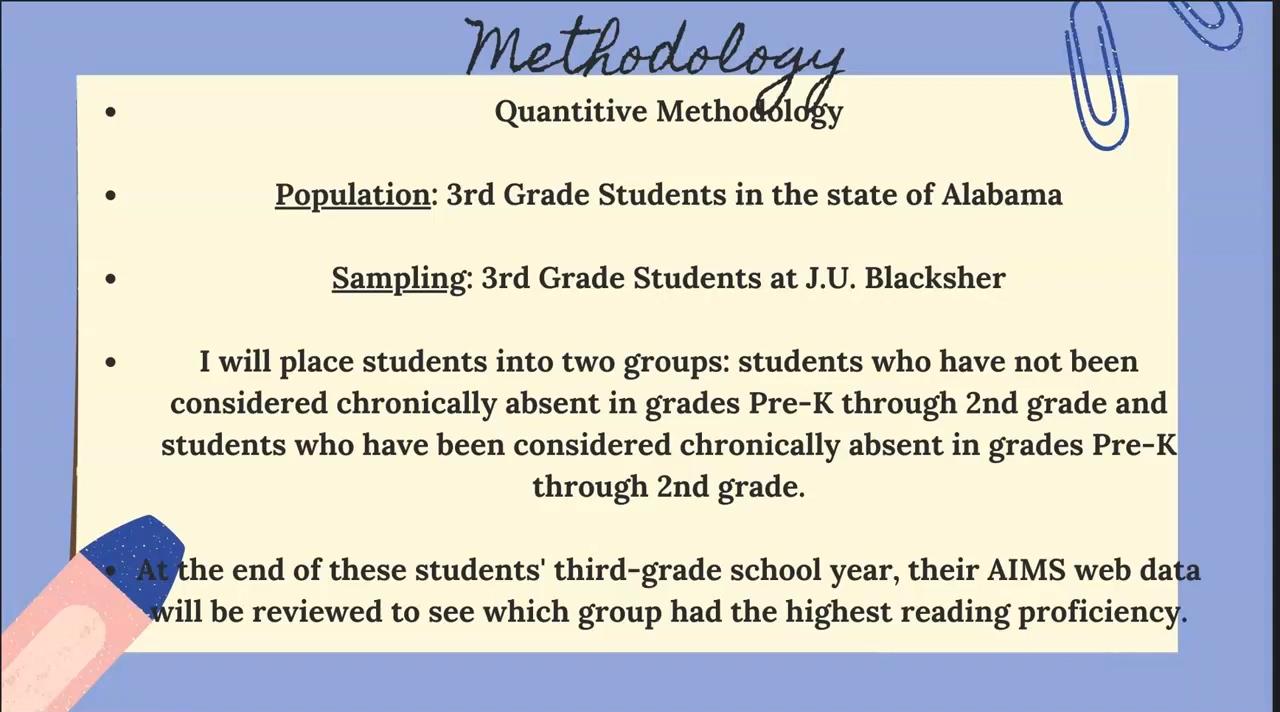 Methodology
• Quantitive Methodology
• Population: 3rd Grade Students in the state of Alabama
• Sampling: 3rd Grade Students at J.U. Blacksher
• I will place students into two groups: students who have not been
considered chronically absent in grades Pre-K through 2nd grade and
students who have been considered chronically absent in grades Pre-K
through 2nd grade.
• At the end of these students' third-grade school year, their AIMS web data
will be reviewed to see which group had the highest reading proficiency.